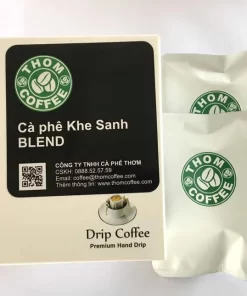 THOM
COFFEE
Cà phê Khe Sanh
BLEND
CÔNG TY TNHH CÀ PHÊ THƠM
CSKH: 0888.52.57.59
Email: coffee@thomcoffee.com
Thêm thông tin: www.thomcoffee.com
Drip Coffee
Premium Hand Drip
THOM
COFFEE
THOM
COFFEE